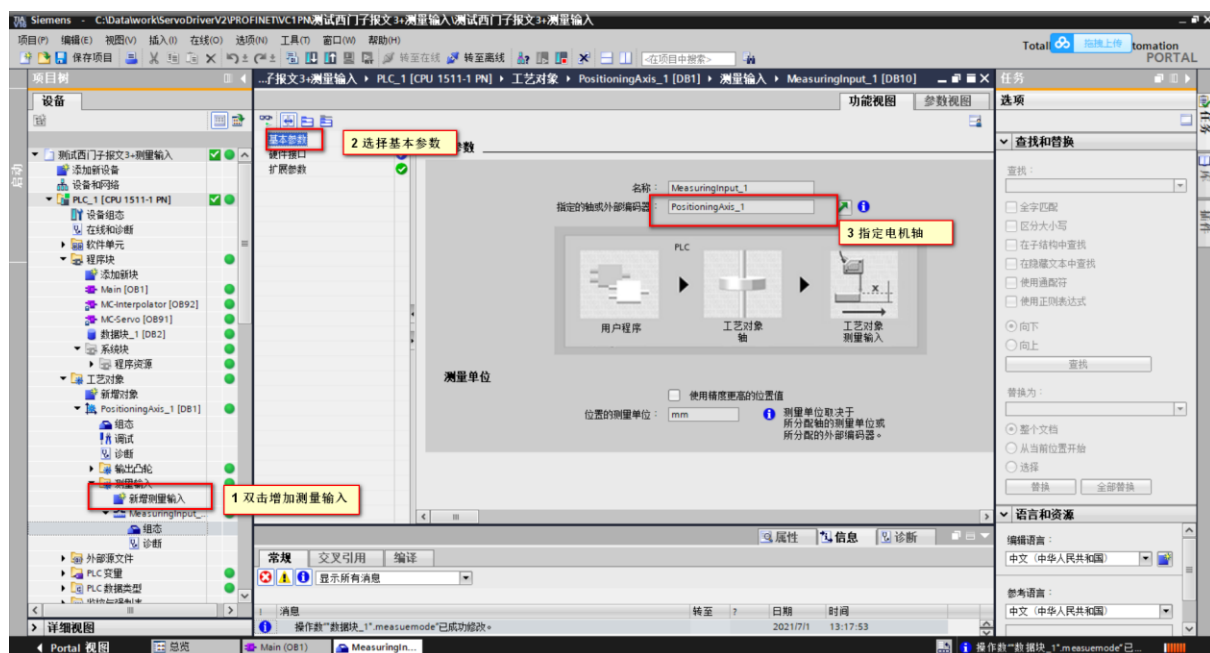 Siemens - C:\Data\work\ServoDriverV2\PROFINET\VC1PN\测试西门子报文3+测量输入\测试西门子报文3+测量输入
项目(P) 编辑(E) 视图(V) 插入(I) 在线(O) 选项(N) 工具(T) 窗口(W) 帮助(H)
Total
拖拽上传
tomation
PORTAL
保存项目
转至在线
转至离线
<在项目中搜索>
项目树
...子报文3+测量输入 ▸ PLC_1 [CPU 1511-1 PN] ▸ 工艺对象 ▸ PositioningAxis_1 [DB1] ▸ 测量输入 ▸ MeasuringInput_1 [DB10]
任务
设备
功能视图
参数视图
选项
基本参数
硬件接口
扩展参数
2 选择基本参数
数
查找和替换
测试西门子报文3+测量输入
添加新设备
设备和网络
PLC_1 [CPU 1511-1 PN]
设备组态
在线和诊断
软件单元
程序块
添加新块
Main [OB1]
MC-Interpolator [OB92]
MC-Servo [OB91]
数据块_1 [DB2]
系统块
程序资源
工艺对象
新增对象
PositioningAxis_1 [DB1]
组态
调试
诊断
输出凸轮
测量输入
新增测量输入
MeasuringInput_...
组态
诊断
外部源文件
PLC 变量
PLC 数据类型
1 双击增加测量输入
详细视图
启动
名称：
MeasuringInput_1
指定的轴或外部编码器：
PositioningAxis_1
3 指定电机轴
PLC
用户程序
工艺对象
轴
工艺对象
测量输入
测量单位
使用精度更高的位置值
位置的测量单位：
mm
测量单位取决于
所分配轴的测量单位或
所分配的外部编码器。
查找：
全字匹配
区分大小写
在子结构中查找
在隐藏文本中查找
使用通配符
使用正则表达式
向下
向上
查找
替换为：
整个文档
从当前位置开始
选择
替换
全部替换
语言和资源
编辑语言：
中文（中华人民共和国）
参考语言：
中文（中华人民共和国）
任务
属性
信息
诊断
常规
交叉引用
编译
显示所有消息
! 消息 转至 ? 日期 时间
操作数"“数据块_1”.measuemode"已成功修改。 2021/7/1 13:17:53
Portal 视图
总览
Main (OB1)
MeasuringIn...
操作数"“数据块_1”.measuemode"已...